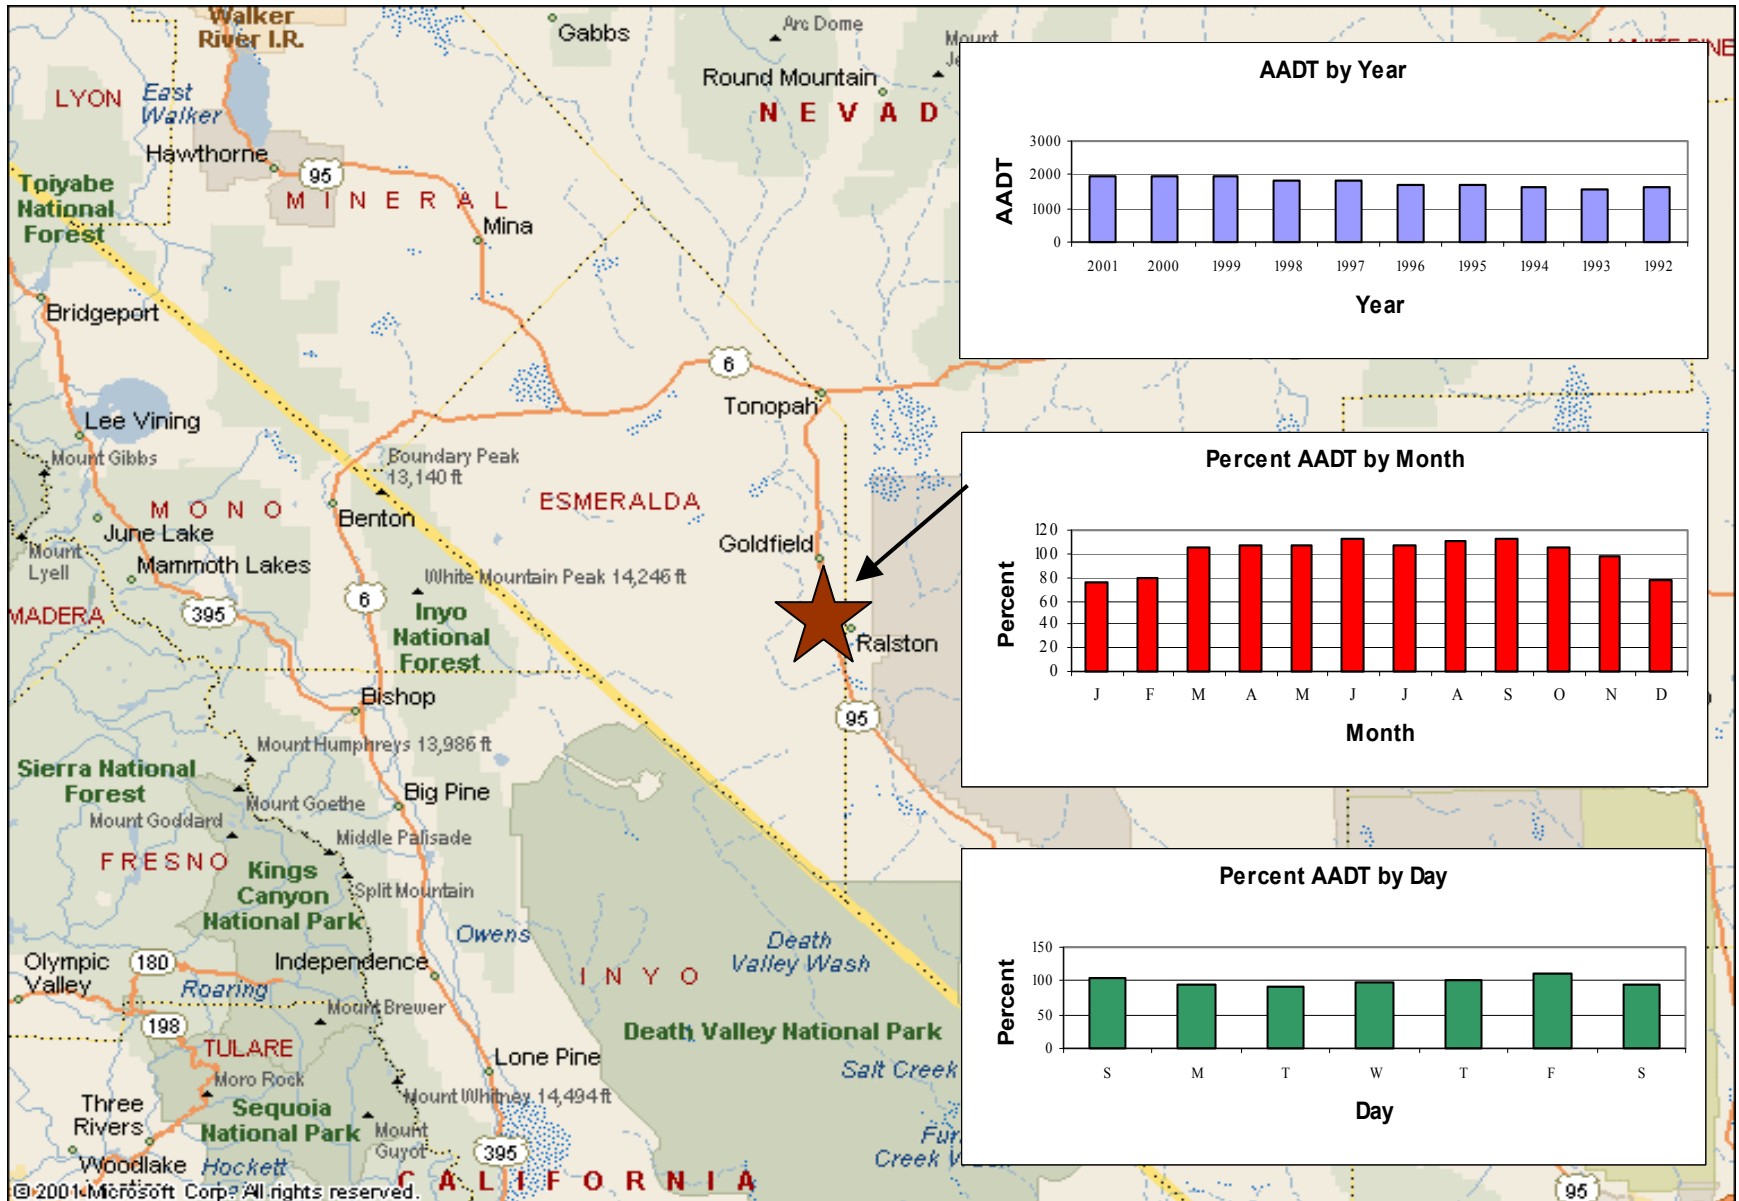 Walker
River I.R.
Gabbs
Arc Dome
Mount
Round Mountain
N E V A D
LYON
East
Walker
Hawthorne
95
M I N E R A L
Mina
Toiyabe
National
Forest
Bridgeport
6
Tonopah
Lee Vining
Mount Gibbs
Boundary Peak
13,140 ft
ESMERALDA
M O N O
Benton
June Lake
Goldfield
Mount
Lyell
Mammoth Lakes
White Mountain Peak 14,246 ft
MADERA
395
6
Inyo
National
Forest
Ralston
Bishop
95
Mount Humphreys 13,986 ft
Sierra National
Forest
Mount Goethe
Big Pine
Mount Goddard
Middle Palisade
F R E S N O
Kings
Canyon
National Park
Split Mountain
Owens
Death
Valley Wash
Olympic
Valley
180
Independence
Roaring
I N Y O
Mount Brewer
198
Death Valley National Park
TULARE
Lone Pine
Moro Rock
Salt Creek
Mount Whitney 14,494 ft
Three
Rivers
Sequoia
National Park
Mount
Guyot
395
Fur
Creek
Woodlake
Hockett
C A L I F O R N I A
95
© 2001 Microsoft Corp. All rights reserved.
AADT by Year
AADT
3000
2000
1000
0
2001 2000 1999 1998 1997 1996 1995 1994 1993 1992
Year
Percent AADT by Month
Percent
120
100
80
60
40
20
0
J F M A M J J A S O N D
Month
Percent AADT by Day
Percent
150
100
50
0
S M T W T F S
Day